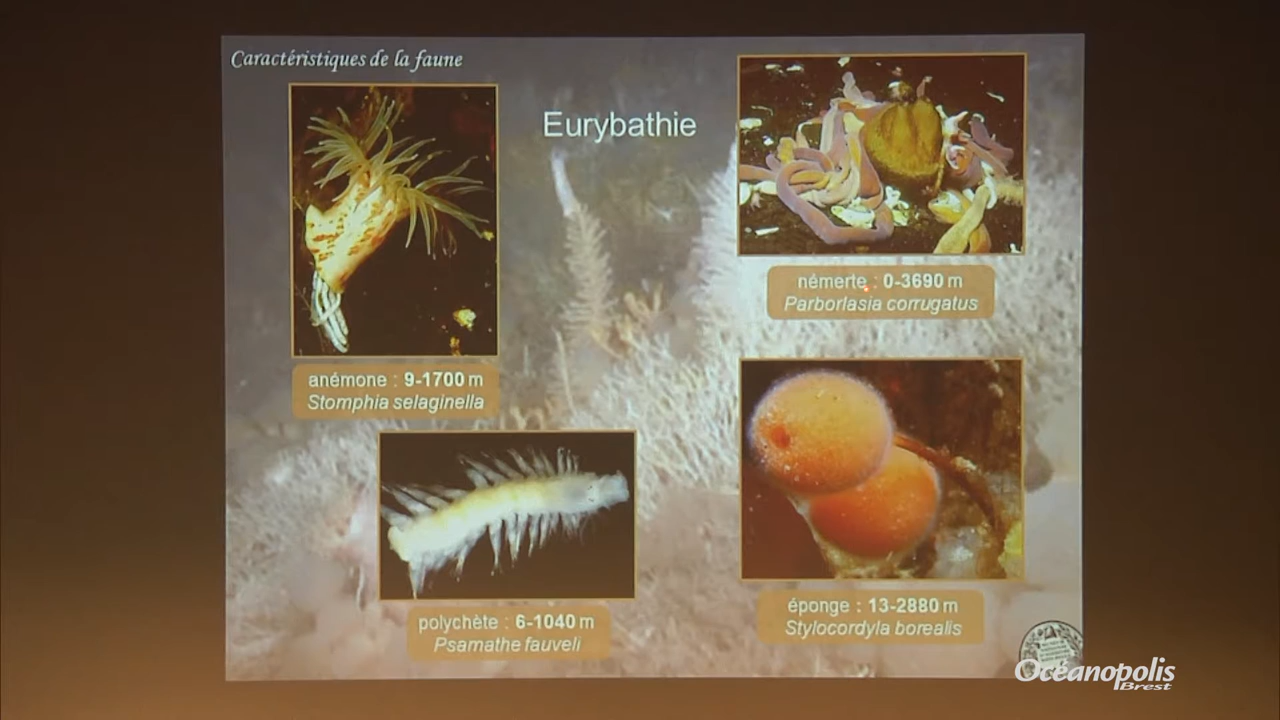 Caractéristiques de la faune
Eurybathie
némerte : 0-3690 m
Parborlasia corrugatus
anémone : 9-1700 m
Stomphia selaginella
éponge : 13-2880 m
Stylocordyla borealis
polychète : 6-1040 m
Psamathe fauveli
Océanopolis
Brest